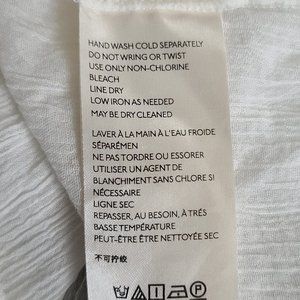 HAND WASH COLD SEPARATELY
DO NOT WRING OR TWIST
USE ONLY NON-CHLORINE
BLEACH
LINE DRY
LOW IRON AS NEEDED
MAY BE DRY CLEANED
LAVER À LA MAIN À L'EAU FROIDE
SÉPARÉMEN
NE PAS TORDRE OU ESSORER
UTILISER UN AGENT DE
BLANCHIMENT SANS CHLORE SI
NÉCESSAIRE
LIGNE SEC
REPASSER, AU BESOIN, À TRÉS
BASSE TEMPÉRATURE
PEUT-ÊTRE ÊTRE NETTOYÉE SEC
不可拧绞